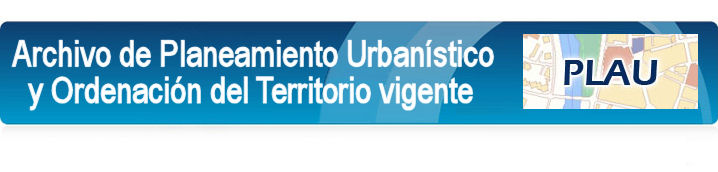 Archivo de Planeamiento Urbanístico
y Ordenación del Territorio vigente
PLAU